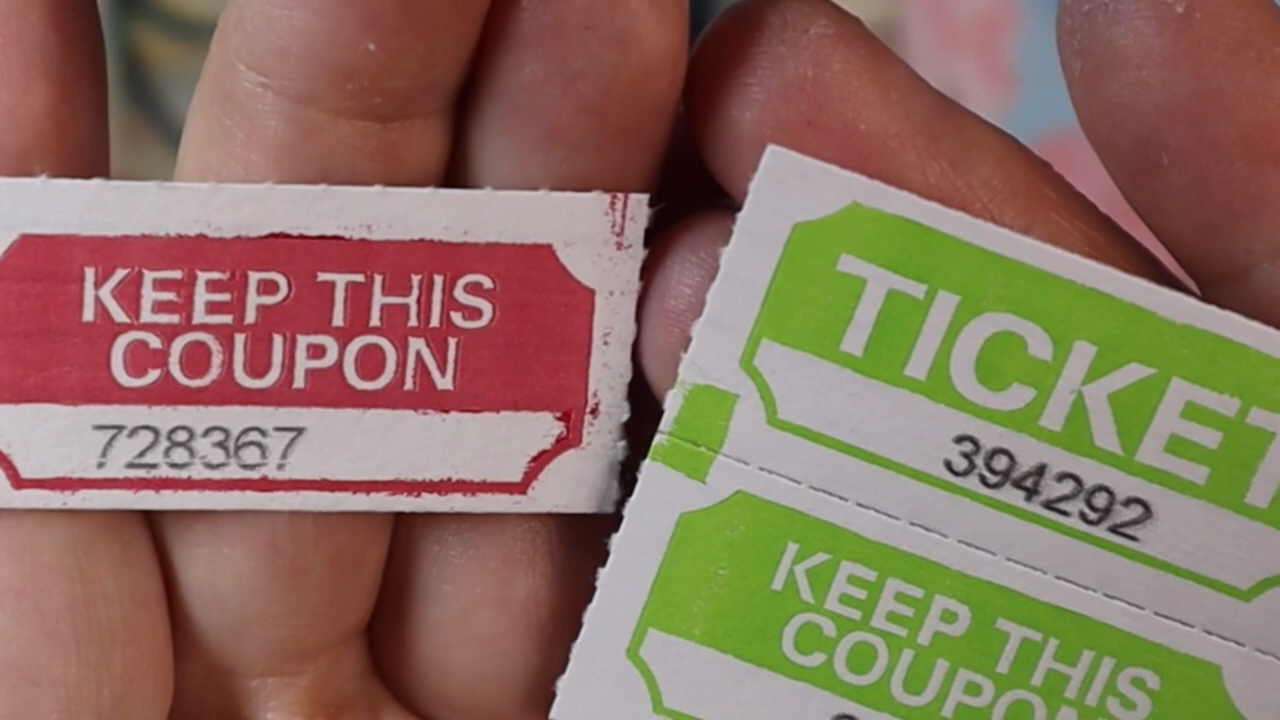 KEEP THIS
COUPON
728367
TICKET
394292
KEEP THIS
COUPON